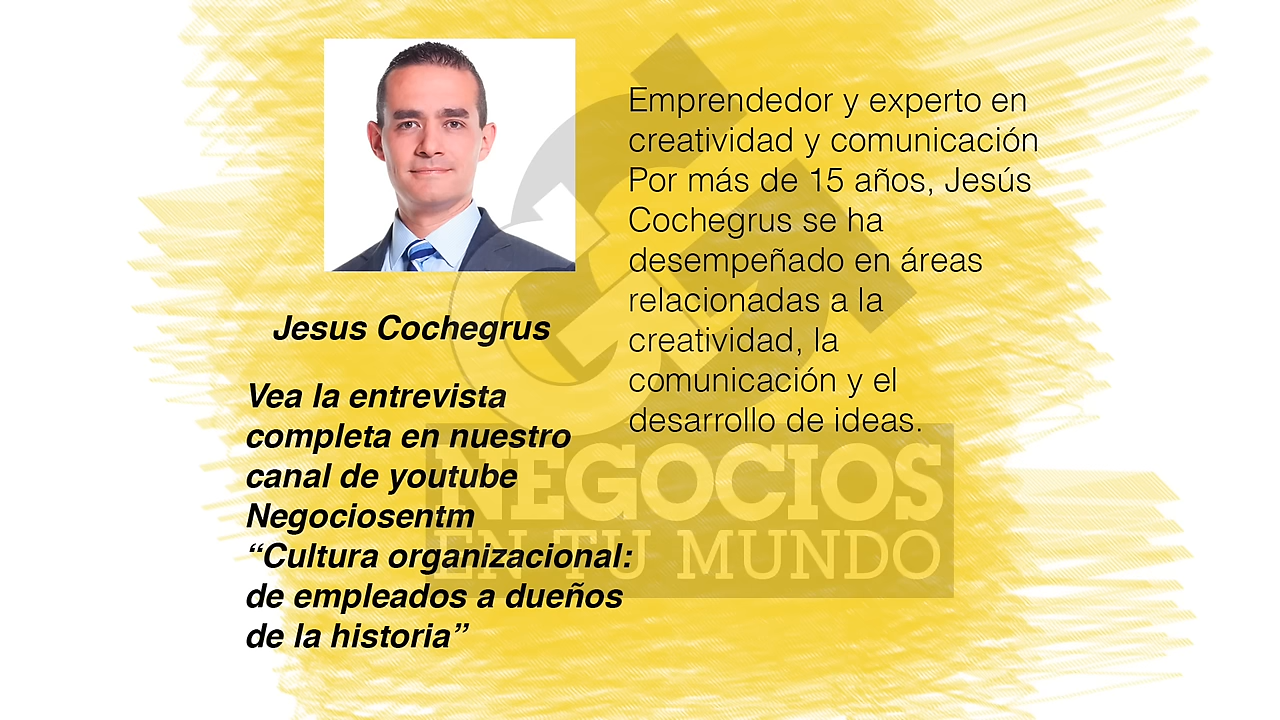 Jesus Cochegrus
Vea la entrevista
completa en nuestro
canal de youtube
Negociosentm
“Cultura organizacional:
de empleados a dueños
de la historia”
Emprendedor y experto en
creatividad y comunicación
Por más de 15 años, Jesús
Cochegrus se ha
desempeñado en áreas
relacionadas a la
creatividad, la
comunicación y el
desarrollo de ideas.
NEGOCIOS
EN TU MUNDO